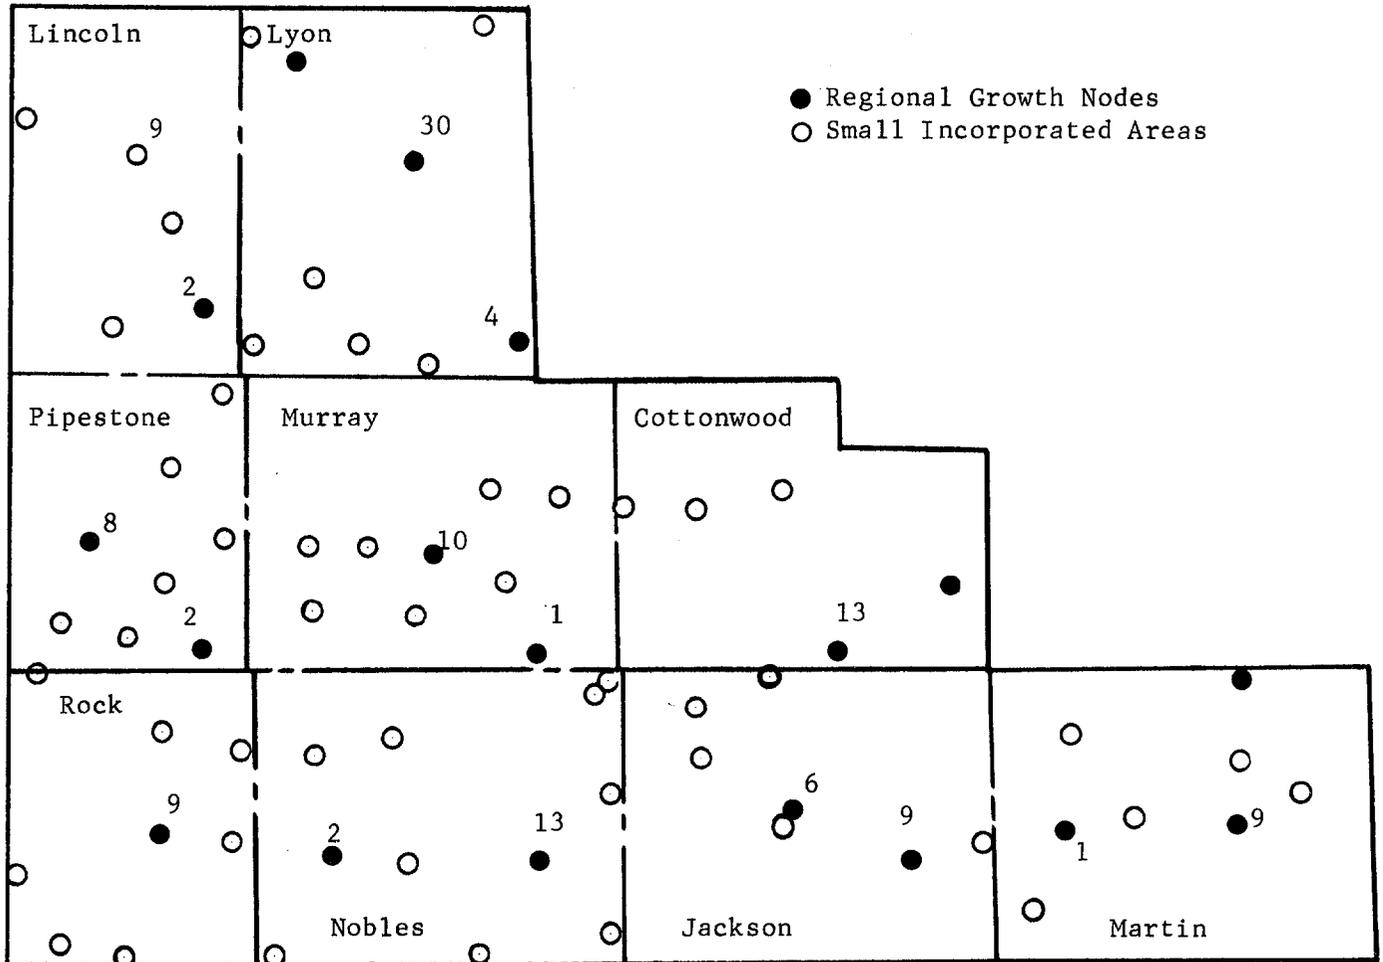 Lincoln
Lyon
Regional Growth Nodes
Small Incorporated Areas
9
30
2
4
Pipestone
Murray
Cottonwood
8
10
2
1
13
Rock
9
2
13
6
9
1
9
Nobles
Jackson
Martin